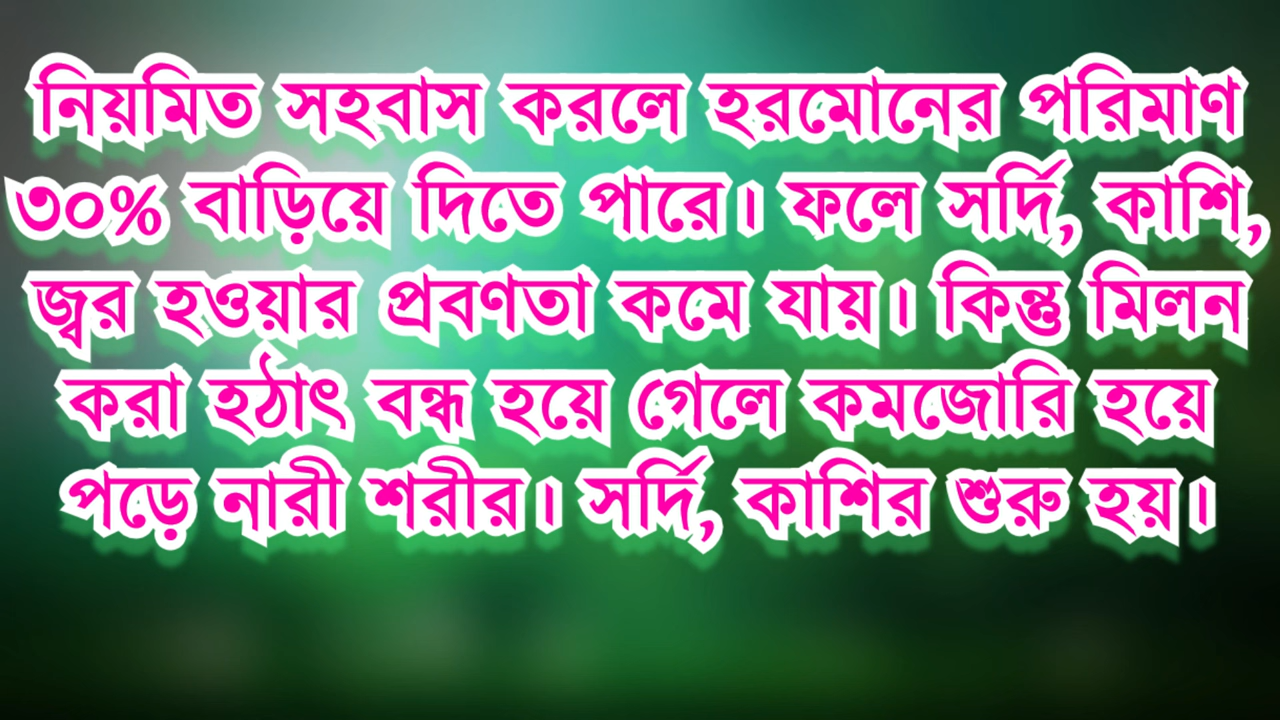 নিয়মিত সহবাস করলে হরমোনের পরিমাণ
৩০% বাড়িয়ে দিতে পারে। ফলে সর্দি, কাশি,
জ্বর হওয়ার প্রবণতা কমে যায়। কিন্তু মিলন
করা হঠাৎ বন্ধ হয়ে গেলে কমজোরি হয়ে
পড়ে নারী শরীর। সর্দি, কাশির শুরু হয়।